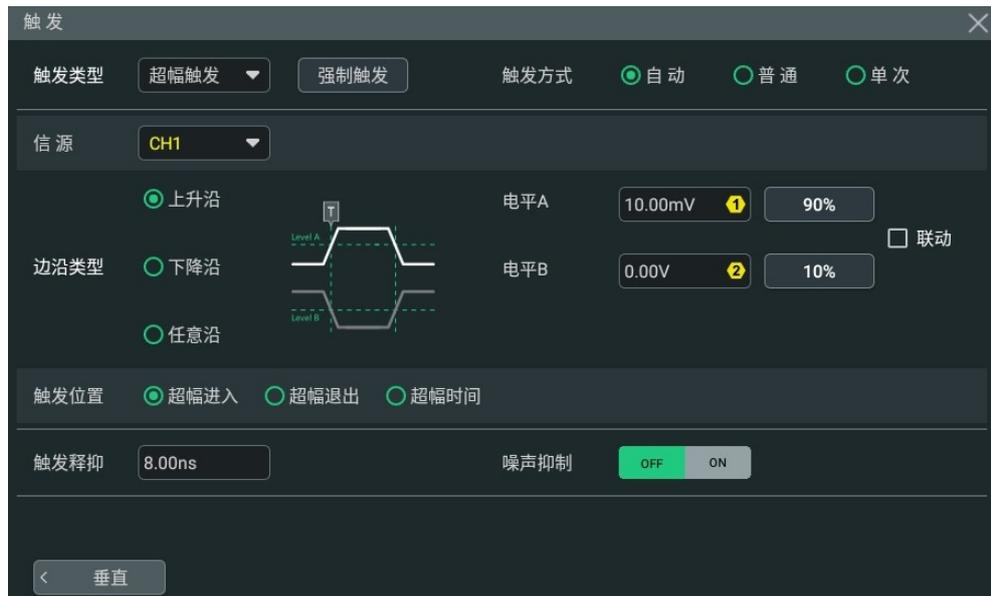 触 发
触发类型 超幅触发 强制触发 触发方式 自 动 普 通 单 次
信 源 CH1
上升沿 电平A 10.00mV 1 90%
T
Level A
联动
边沿类型 下降沿 电平B 0.00V 2 10%
Level B
任意沿
触发位置 超幅进入 超幅退出 超幅时间
触发释抑 8.00ns 噪声抑制 OFF ON
< 垂直